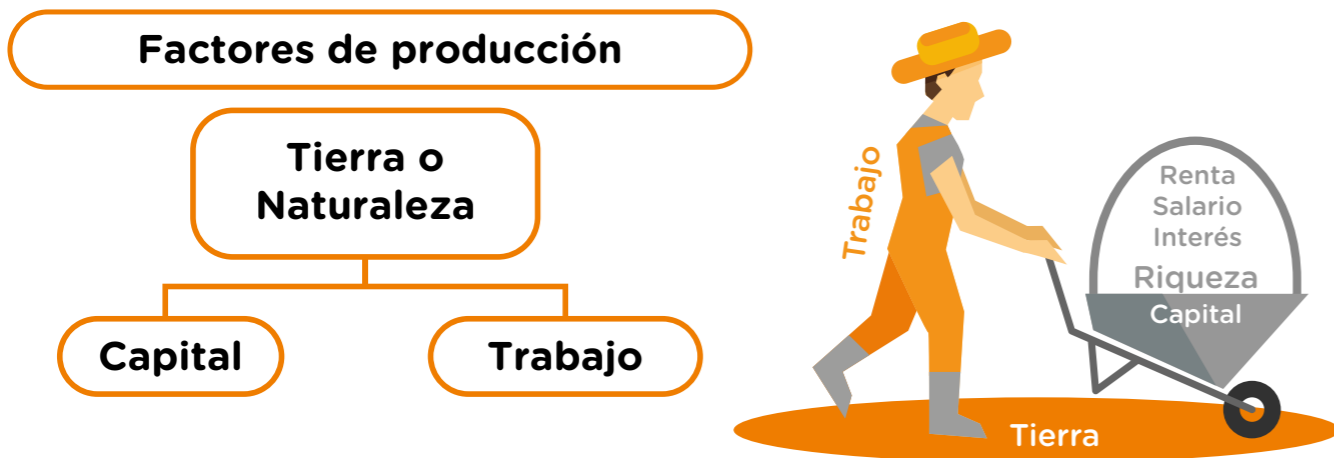 Factores de producción
Tierra o
Naturaleza
Capital
Trabajo
Trabajo
Renta
Salario
Interés
Riqueza
Capital
Tierra